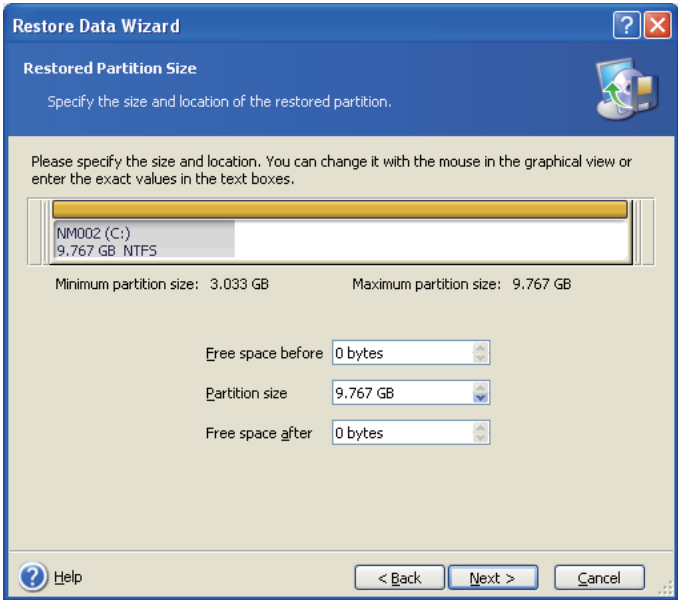 Restore Data Wizard
Restored Partition Size
Specify the size and location of the restored partition.
Please specify the size and location. You can change it with the mouse in the graphical view or
enter the exact values in the text boxes.
NM002 (C:)
9.767 GB NTFS
Minimum partition size: 3.033 GB Maximum partition size: 9.767 GB
Free space before 0 bytes
Partition size 9.767 GB
Free space after 0 bytes
Help < Back Next > Cancel